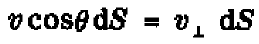 v cosθ dS = v⊥ dS